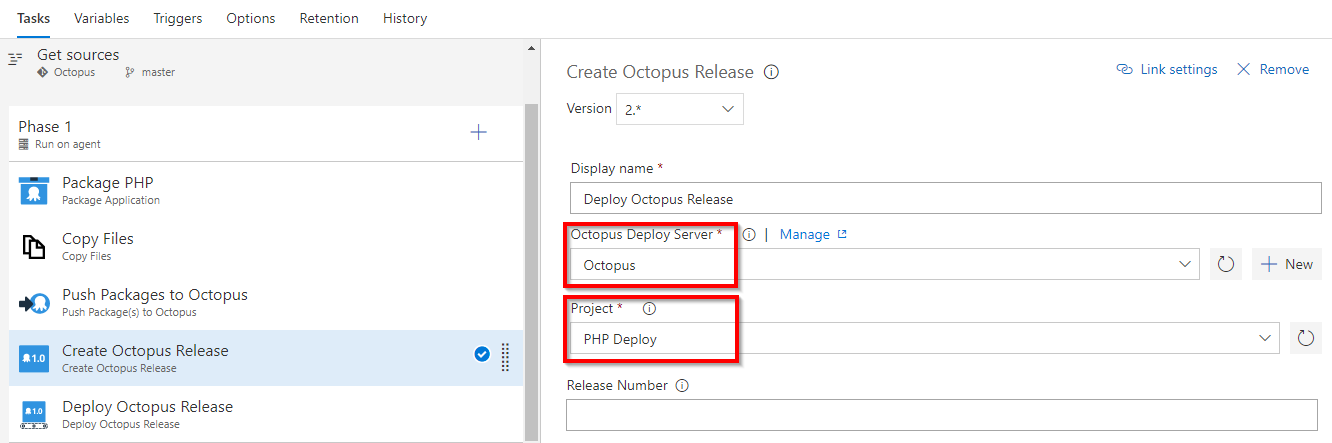 Tasks Variables Triggers Options Retention History
Get sources
Octopus master
Phase 1
Run on agent
Package PHP
Package Application
Copy Files
Copy Files
Push Packages to Octopus
Push Package(s) to Octopus
1.0
Create Octopus Release
Create Octopus Release
1.0
Deploy Octopus Release
Deploy Octopus Release
Create Octopus Release
Link settings Remove
Version 2.*
Display name *
Deploy Octopus Release
Octopus Deploy Server * | Manage
Octopus
New
Project *
PHP Deploy
Release Number